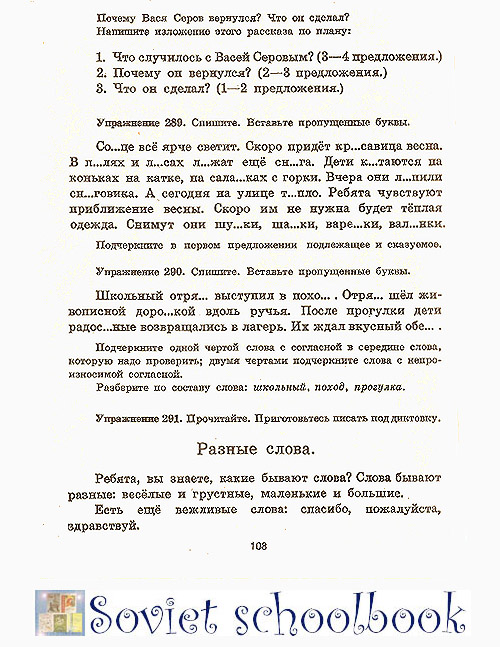 Почему Вася Серов вернулся? Что он сделал?
Напишите изложение этого рассказа по плану:
1. Что случилось с Васей Серовым? (3—4 предложения.)
2. Почему он вернулся? (2—3 предложения.)
3. Что он сделал? (1—2 предложения.)
Упражнение 289. Спишите. Вставьте пропущенные буквы.
Со...це всё ярче светит. Скоро придёт кр...савица весна.
В п...лях и л...сах л...жат ещё сн...га. Дети к...таются на
коньках на катке, на сала...ках с горки. Вчера они л...пили
сн...говика. А сегодня на улице т...пло. Ребята чувствуют
приближение весны. Скоро им не нужна будет тёплая
одежда. Снимут они шу...ки, ша...ки, варе...ки, вал...нки.
Подчеркните в первом предложении подлежащее и сказуемое.
Упражнение 290. Спишите. Вставьте пропущенные буквы.
Школьный отря... выступил в похо... . Отря... шёл жи-
вописной доро...кой вдоль ручья. После прогулки дети
радос...ные возвращались в лагерь. Их ждал вкусный обе... .
Подчеркните одной чертой слова с согласной в середине слова,
которую надо проверить; двумя чертами подчеркните слова с непро-
износимой согласной.
Разберите по составу слова: школьный, поход, прогулка.
Упражнение 291. Прочитайте. Приготовьтесь писать под диктовку.
Разные слова.
Ребята, вы знаете, какие бывают слова? Слова бывают
разные: весёлые и грустные, маленькие и большие.
Есть ещё вежливые слова: спасибо, пожалуйста,
здравствуй.
108
Soviet schoolbook